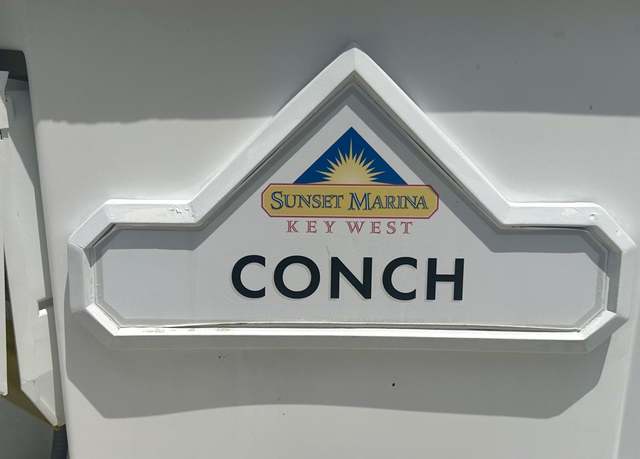 SUNSET MARINA
KEY WEST
CONCH